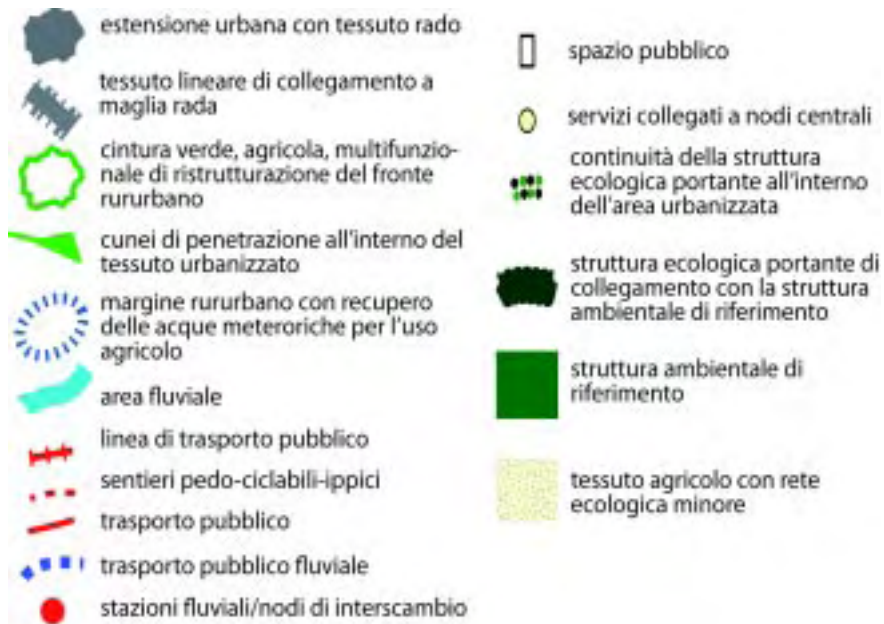 estensione urbana con tessuto rado
tessuto lineare di collegamento a
maglia rada
cintura verde, agricola, multifunzio-
nale di ristrutturazione del fronte
rururbano
cunei di penetrazione all'interno del
tessuto urbanizzato
margine rururbano con recupero
delle acque meteroriche per l'uso
agricolo
area fluviale
linea di trasporto pubblico
sentieri pedo-ciclabili-ippici
trasporto pubblico
trasporto pubblico fluviale
stazioni fluviali/nodi di interscambio
spazio pubblico
servizi collegati a nodi centrali
continuità della struttura
ecologica portante all'interno
dell'area urbanizzata
struttura ecologica portante di
collegamento con la struttura
ambientale di riferimento
struttura ambientale di
riferimento
tessuto agricolo con rete
ecologica minore